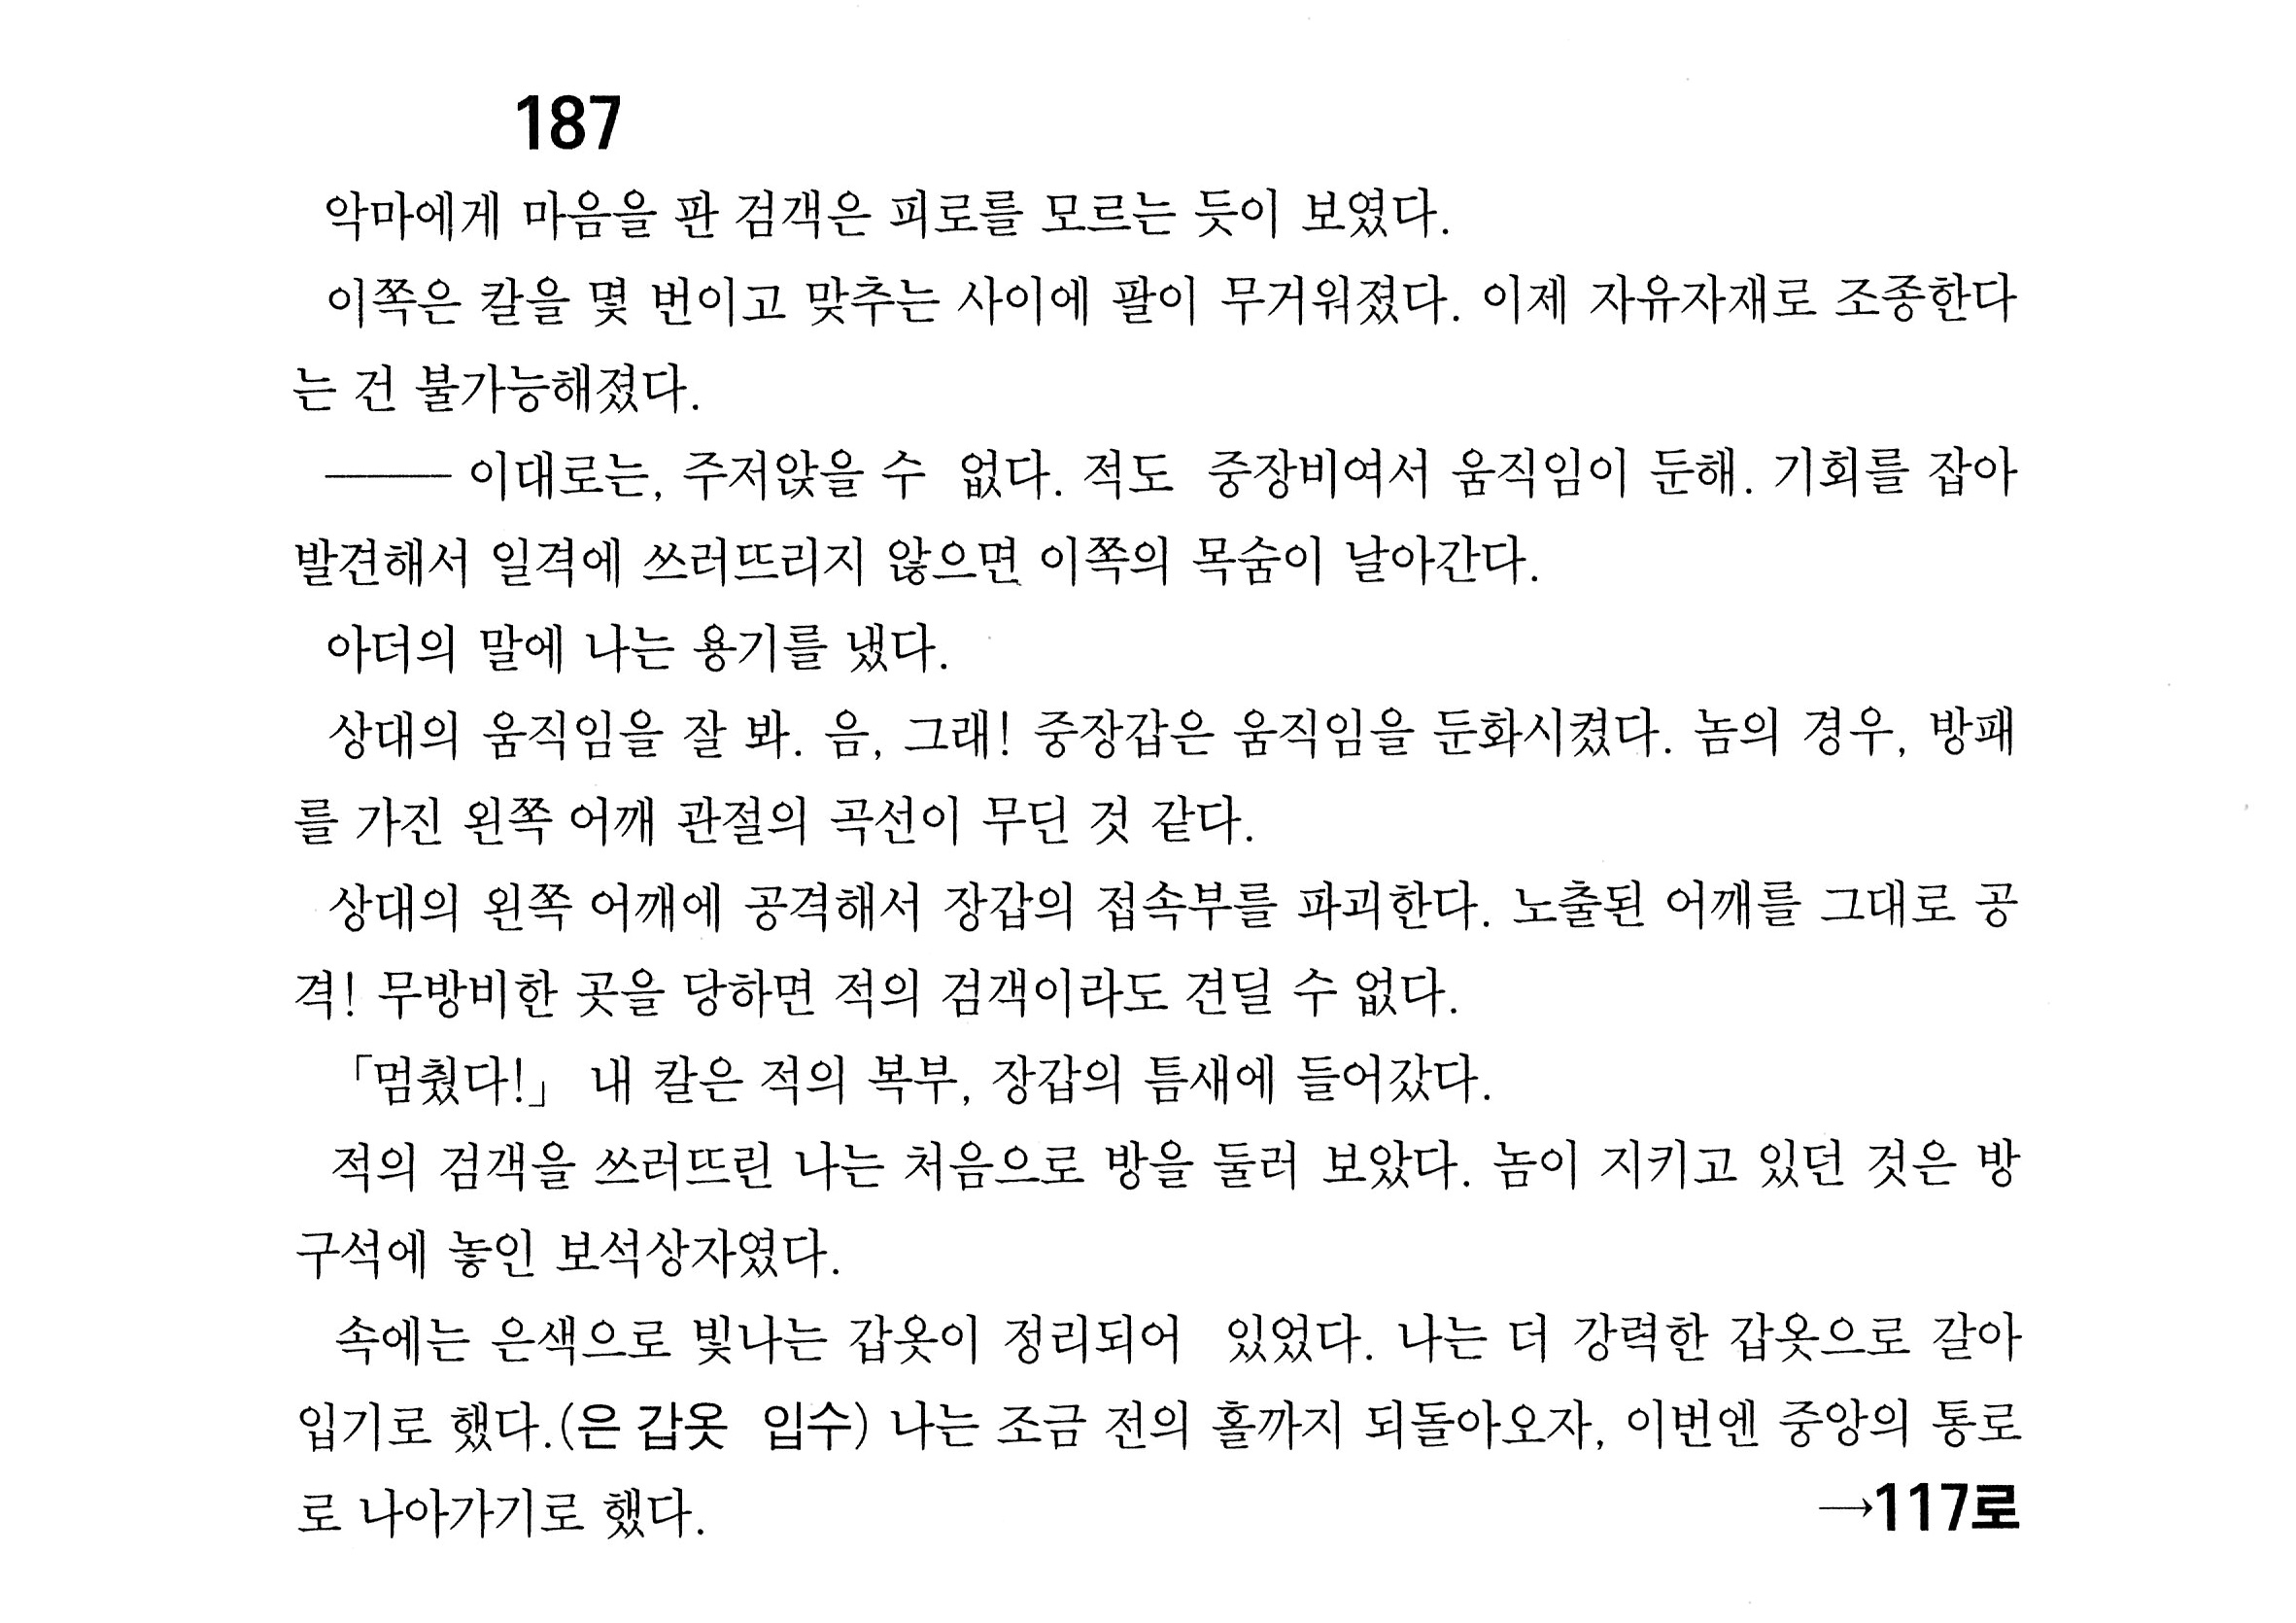 187
악마에게 마음을 판 검객은 피로를 모르는 듯이 보였다.
이쪽은 칼을 몇 번이고 맞추는 사이에 팔이 무거워졌다. 이제 자유자재로 조종한다
는 건 불가능해졌다.
─── 이대로는, 주저앉을 수 없다. 적도 중장비여서 움직임이 둔해. 기회를 잡아
발견해서 일격에 쓰러뜨리지 않으면 이쪽의 목숨이 날아간다.
아더의 말에 나는 용기를 냈다.
상대의 움직임을 잘 봐. 음, 그래! 중장갑은 움직임을 둔화시켰다. 놈의 경우, 방패
를 가진 왼쪽 어깨 관절의 곡선이 무딘 것 같다.
상대의 왼쪽 어깨에 공격해서 장갑의 접속부를 파괴한다. 노출된 어깨를 그대로 공
격! 무방비한 곳을 당하면 적의 검객이라도 견딜 수 없다.
「멈췄다!」 내 칼은 적의 복부, 장갑의 틈새에 들어갔다.
적의 검객을 쓰러뜨린 나는 처음으로 방을 둘러 보았다. 놈이 지키고 있던 것은 방
구석에 놓인 보석상자였다.
속에는 은색으로 빛나는 갑옷이 정리되어 있었다. 나는 더 강력한 갑옷으로 갈아
입기로 했다.(은 갑옷 입수) 나는 조금 전의 홀까지 되돌아오자, 이번엔 중앙의 통로
로 나아가기로 했다. →117로